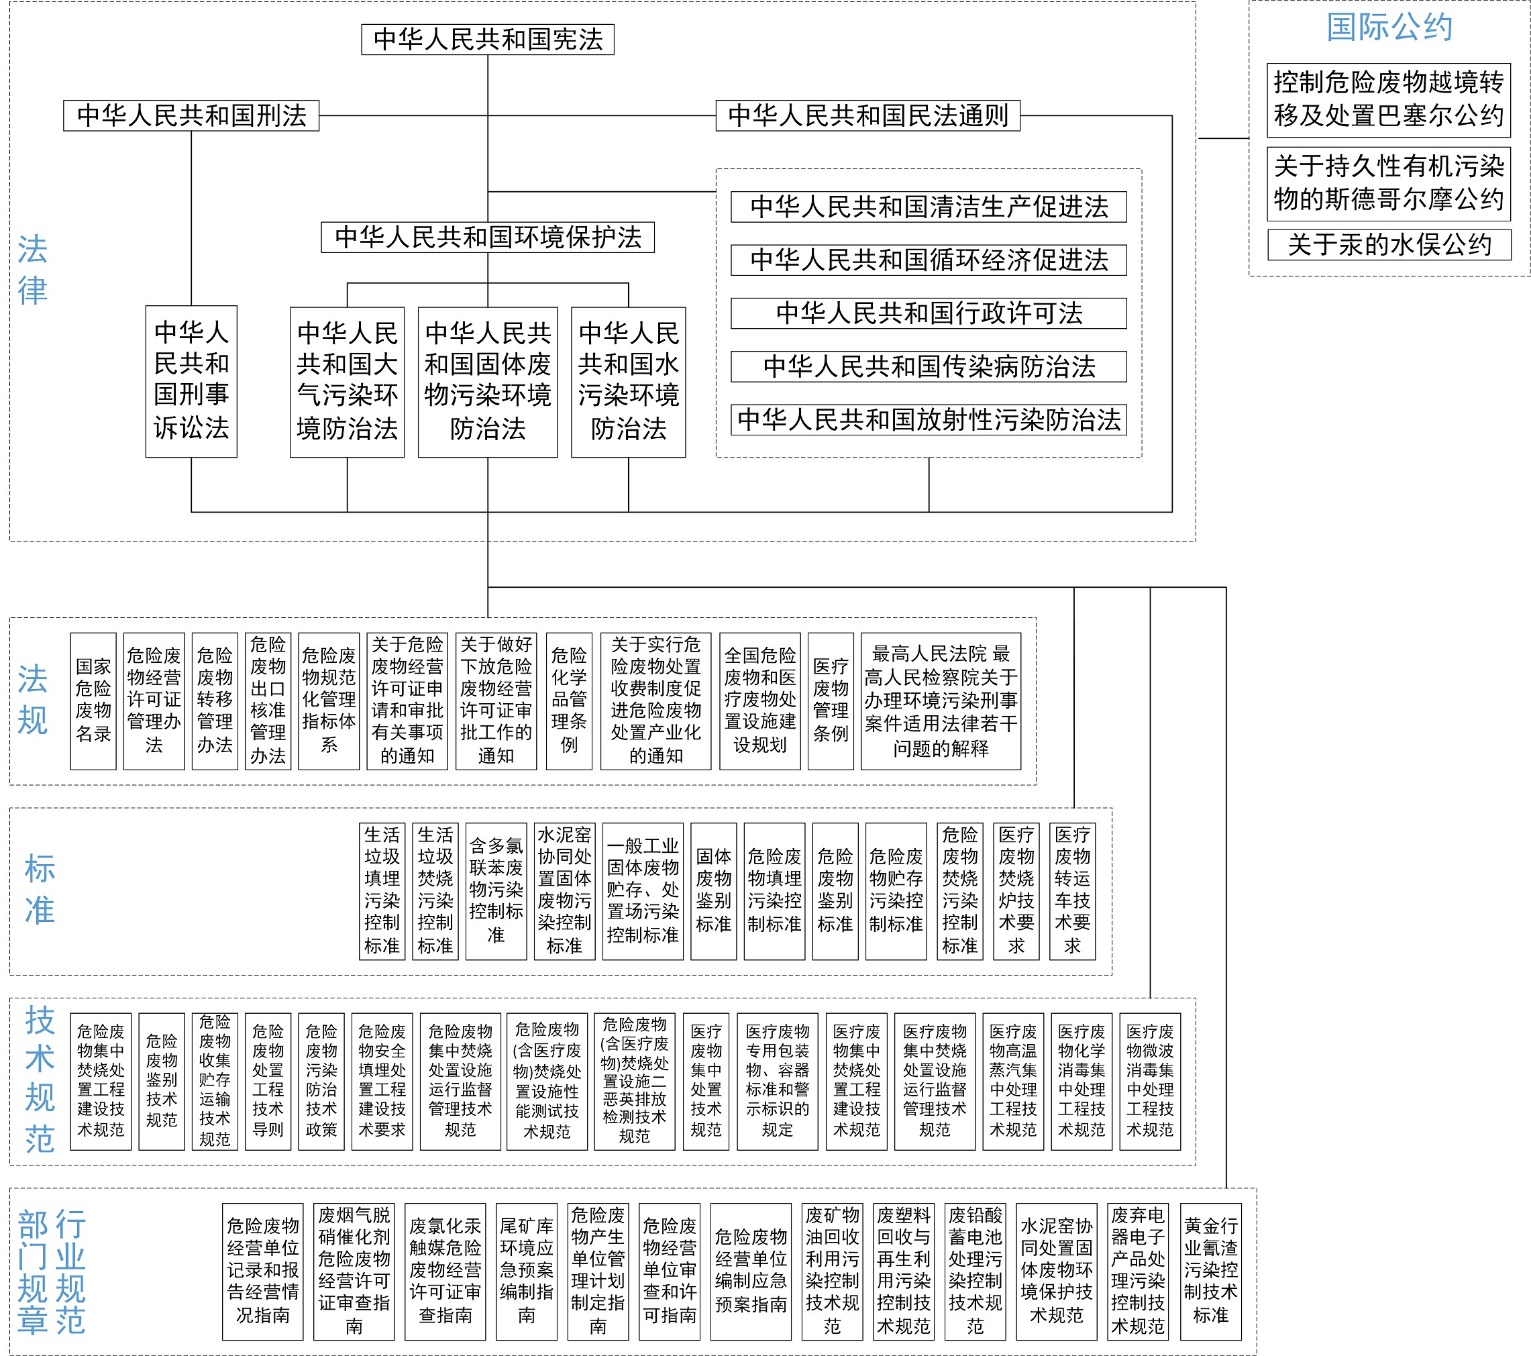 中华人民共和国宪法
中华人民共和国刑法
中华人民共和国民法通则
国际公约
控制危险废物越境转
移及处置巴塞尔公约
关于持久性有机污染
物的斯德哥尔摩公约
关于汞的水俣公约
法
律
中华人民共和国环境保护法
中华人民共和国清洁生产促进法
中华人民共和国循环经济促进法
中华人民共和国行政许可法
中华人民共和国传染病防治法
中华人民共和国放射性污染防治法
中华人
民共和
国刑事
诉讼法
中华人民
共和国大
气污染环
境防治法
中华人民共
和国固体废
物污染环境
防治法
中华人民
共和国水
污染环境
防治法
法
规
国家
危险
废物
名录
危险废
物经营
许可证
管理办
法
危险
废物
转移
管理
办法
危险
废物
出口
核准
管理
办法
危险废
物规范
化管理
指标体
系
关于危险
废物经营
许可证申
请和审批
有关事项
的通知
关于做好
下放危险
废物经营
许可证审
批工作的
通知
危险
化学
品管
理条
例
关于实行危
险废物处置
收费制度促
进危险废物
处置产业化
的通知
全国危险
废物和医
疗废物处
置设施建
设规划
医疗
废物
管理
条例
最高人民法院 最
高人民检察院关于
办理环境污染刑事
案件适用法律若干
问题的解释
标
准
生活
垃圾
填埋
污染
控制
标准
生活
垃圾
焚烧
污染
控制
标准
含多氯
联苯废
物污染
控制标
准
水泥窑
协同处
置固体
废物污
染控制
标准
一般工业
固体废物
贮存、处
置场污染
控制标准
固体
废物
鉴别
标准
危险废
物填埋
污染控
制标准
危险
废物
鉴别
标准
危险废
物贮存
污染控
制标准
危险
废物
焚烧
污染
控制
标准
医疗
废物
焚烧
炉技
术要
求
医疗
废物
转运
车技
术要
求
技
术
规
范
危险废
物集中
焚烧处
置工程
建设技
术规范
危险
废物
鉴别
技术
规范
危险
废物
收集
贮存
运输
技术
规范
危险
废物
处置
工程
技术
导则
危险
废物
污染
防治
技术
政策
危险废
物安全
填埋处
置工程
建设技
术要求
危险废物
集中焚烧
处置设施
运行监督
管理技术
规范
危险废物
(含医疗废
物)焚烧处
置设施性
能测试技
术规范
危险废物
(含医疗废
物)焚烧处
置设施二
恶英排放
检测技术
规范
医疗
废物
集中
处置
技术
规范
医疗废物
专用包装
物、容器
标准和警
示标识的
规定
医疗废
物集中
焚烧处
置工程
建设技
术规范
医疗废物
集中焚烧
处置设施
运行监督
管理技术
规范
医疗废
物高温
蒸汽集
中处理
工程技
术规范
医疗废
物化学
消毒集
中处理
工程技
术规范
医疗废
物微波
消毒集
中处理
工程技
术规范
部
门
规
章
行
业
规
范
危险废物
经营单位
记录和报
告经营情
况指南
废烟气脱
硝催化剂
危险废物
经营许可
证审查指
南
废氯化汞
触媒危险
废物经营
许可证审
查指南
尾矿库
环境应
急预案
编制指
南
危险废
物产生
单位管
理计划
制定指
南
危险废
物经营
单位审
查和许
可指南
危险废物
经营单位
编制应急
预案指南
废矿物
油回收
利用污
染控制
技术规
范
废塑料
回收与
再生利
用污染
控制技
术规范
废铅酸
蓄电池
处理污
染控制
技术规
范
水泥窑协
同处置固
体废物环
境保护技
术规范
废弃电
器电子
产品处
理污染
控制技
术规范
黄金行
业氰渣
污染控
制技术
标准